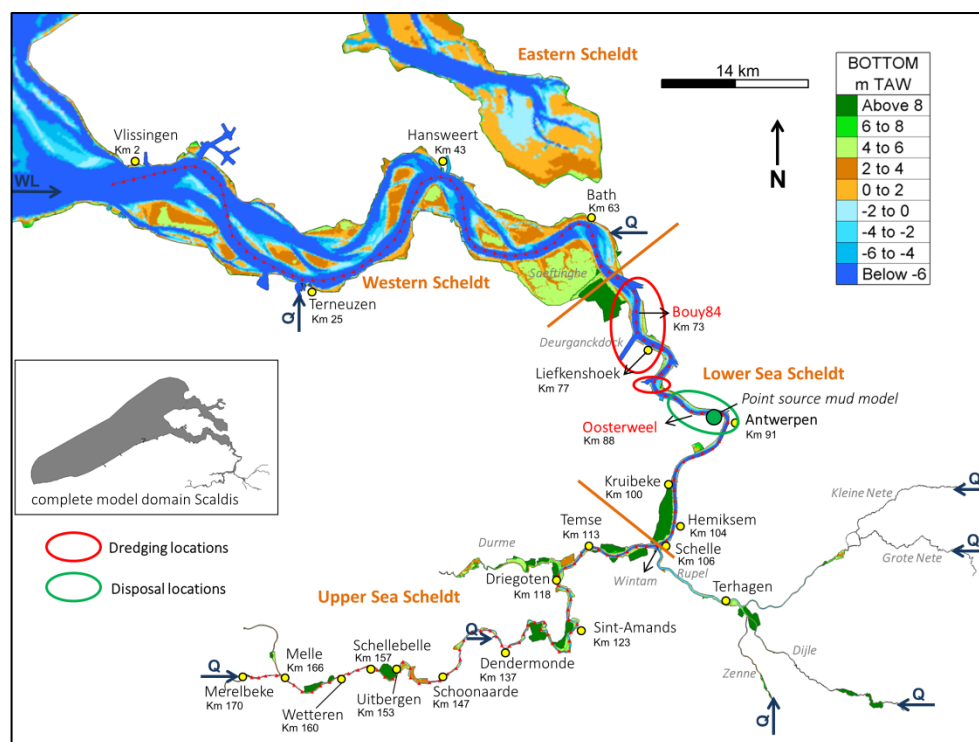 Eastern Scheldt
14 km
N
BOTTOM
m TAW
Above 8
6 to 8
4 to 6
2 to 4
0 to 2
-2 to 0
-4 to -2
-6 to -4
Below -6
Vlissingen
Km 2
Hansweert
Km 43
WL
Bath
Km 63
Q
Saeftinghe
Western Scheldt
Terneuzen
Km 25
Q
Bouy84
Km 73
Deurganckdock
Liefkenshoek
Km 77
Lower Sea Scheldt
Point source mud model
Oosterweel
Km 88
Antwerpen
Km 91
complete model domain Scaldis
Kruibeke
Km 100
Q
Kleine Nete
Hemiksem
Km 104
Q
Grote Nete
Temse
Km 113
Schelle
Km 106
Dredging locations
Durme
Wintam
Rupel
Disposal locations
Driegoten
Km 118
Terhagen
Upper Sea Scheldt
Sint-Amands
Km 123
Q
Dendermonde
Km 137
Schellebelle
Km 157
Melle
Km 166
Q
Merelbeke
Km 170
Wetteren
Km 160
Uitbergen
Km 153
Schoonaarde
Km 147
Dijle
Zenne
Q
Q